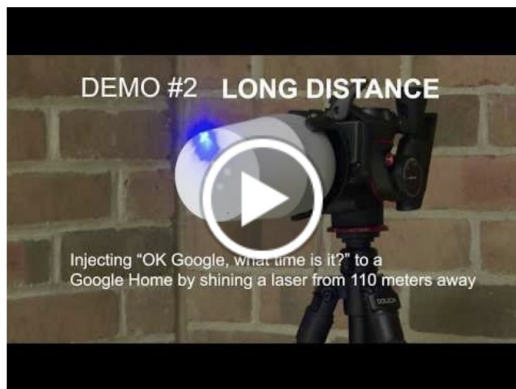 DEMO #2 LONG DISTANCE
Injecting “OK Google, what time is it?” to a
Google Home by shining a laser from 110 meters away